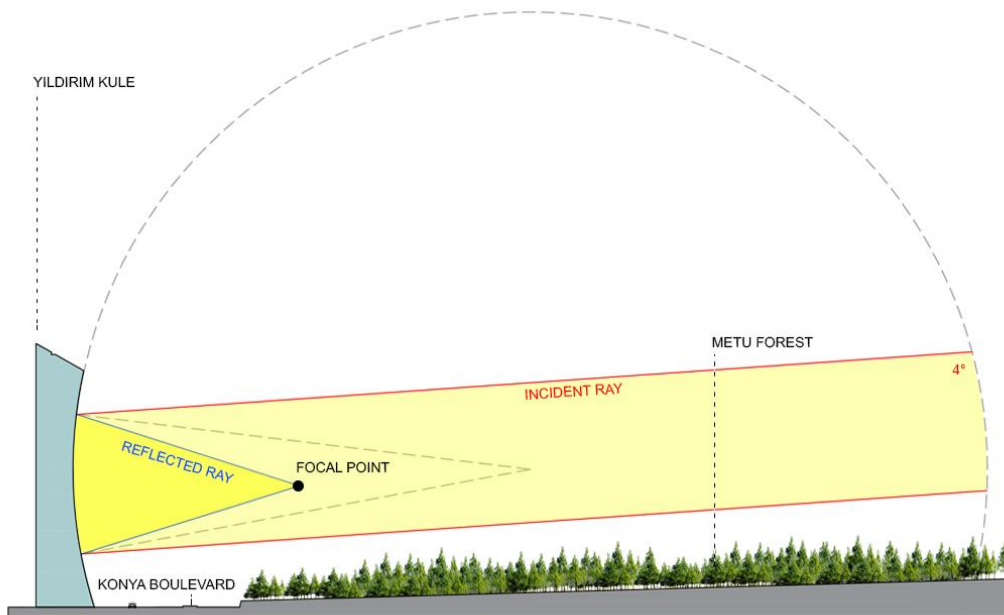 YILDIRIM KULE
METU FOREST
4°
INCIDENT RAY
REFLECTED RAY
FOCAL POINT
KONYA BOULEVARD